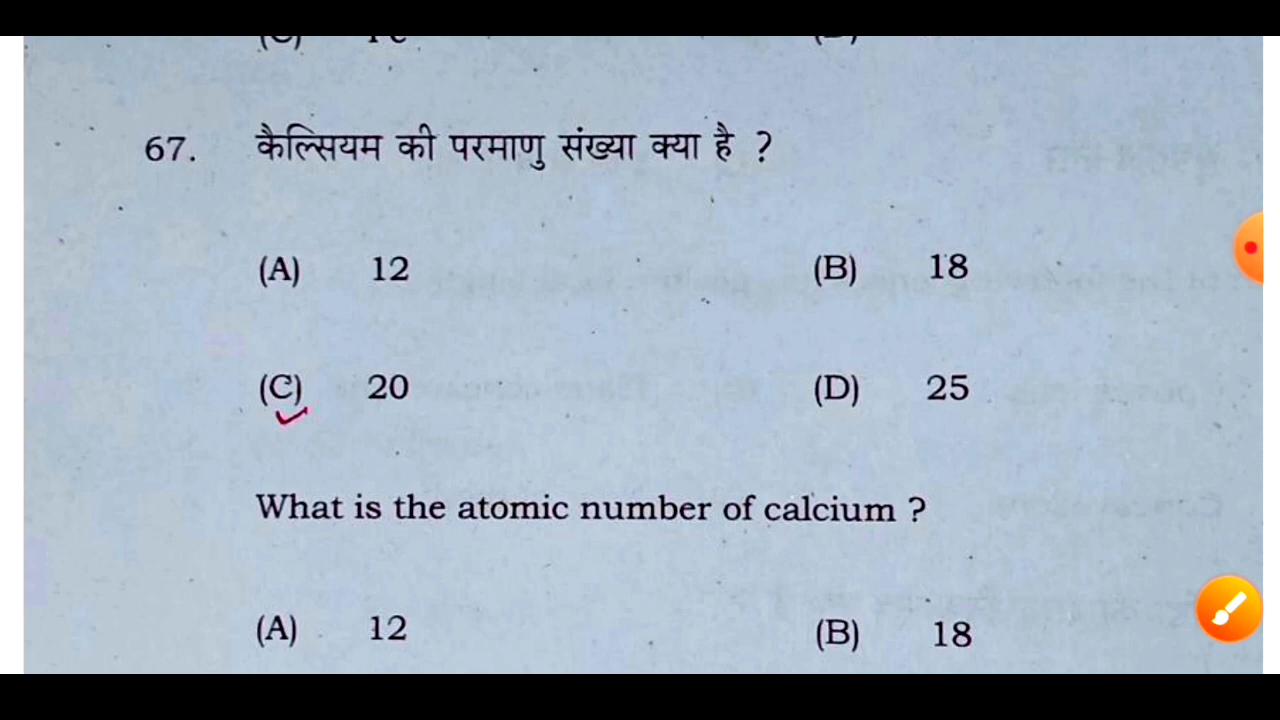 67. कैल्सियम की परमाणु संख्या क्या है ?
(A) 12 (B) 18
(C) 20 (D) 25
What is the atomic number of calcium ?
(A) 12 (B) 18